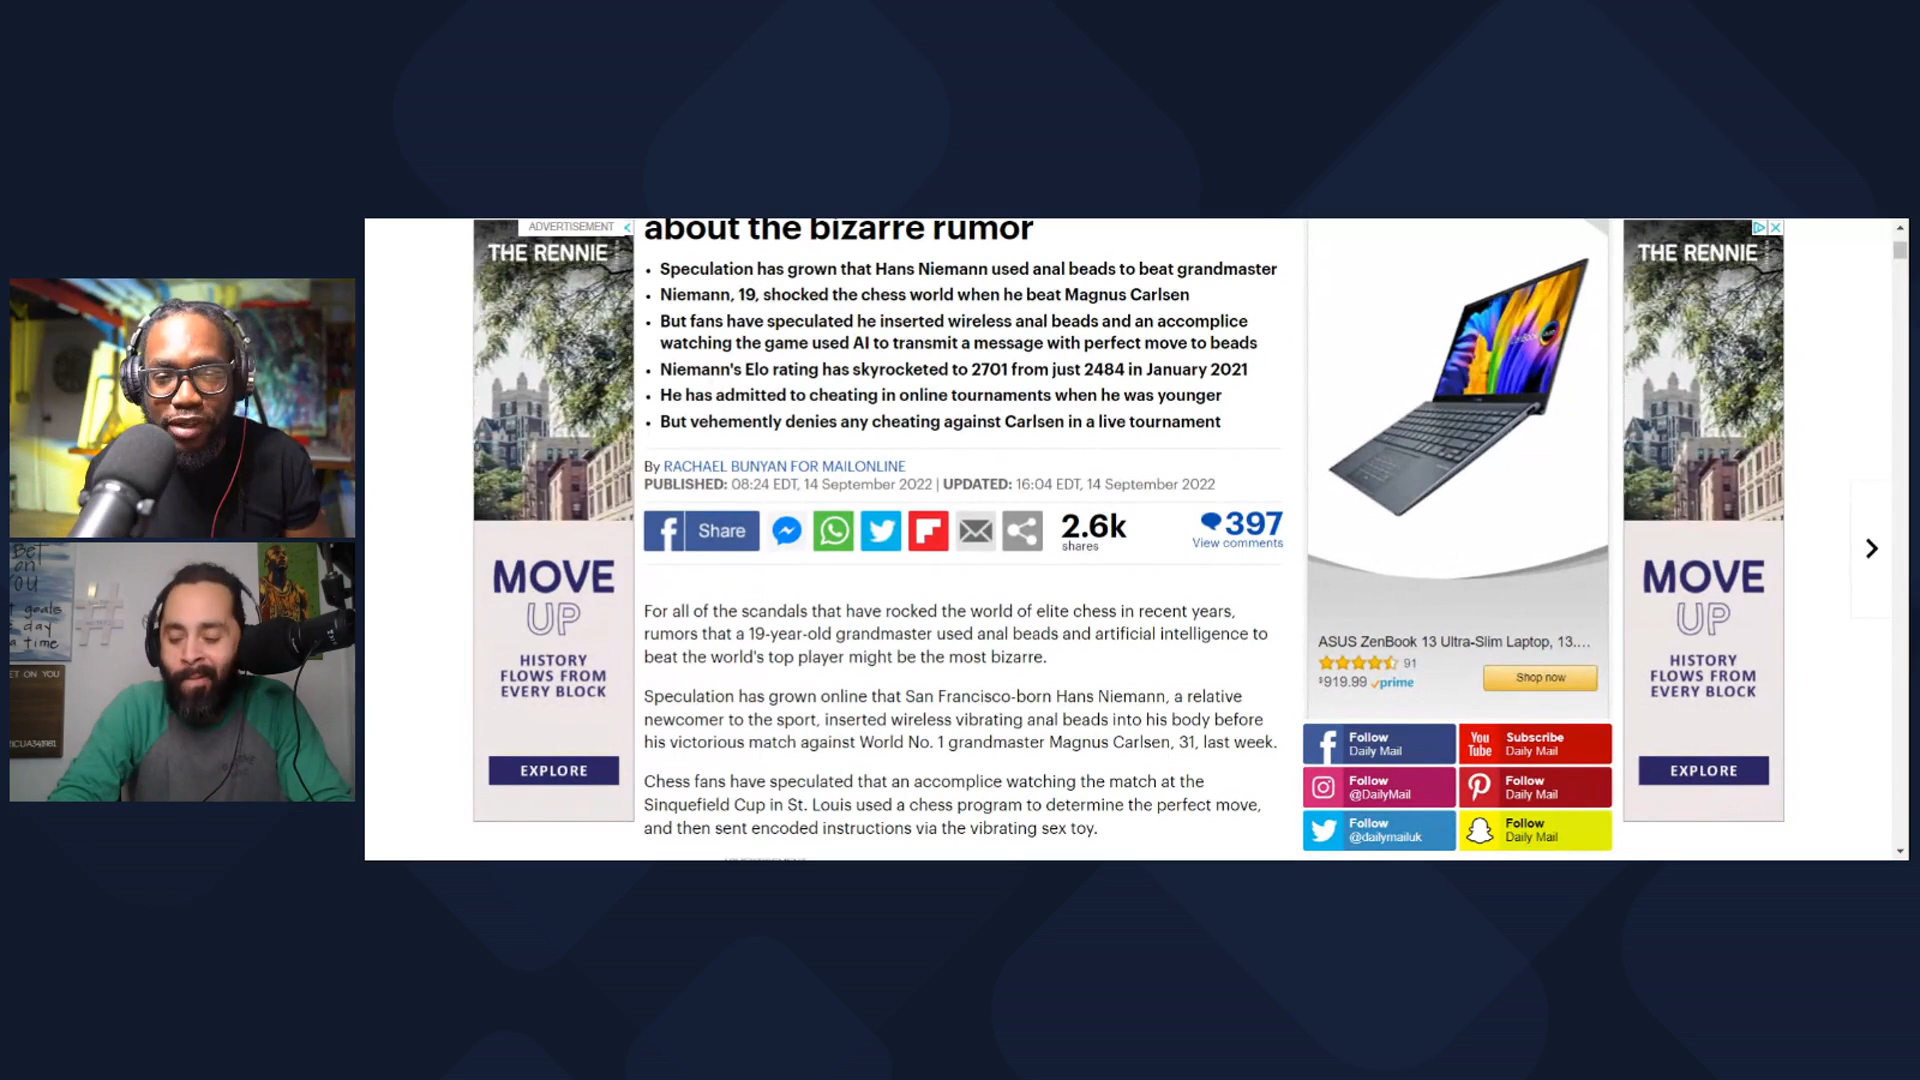 about the bizarre rumor
• Speculation has grown that Hans Niemann used anal beads to beat grandmaster
• Niemann, 19, shocked the chess world when he beat Magnus Carlsen
• But fans have speculated he inserted wireless anal beads and an accomplice
watching the game used AI to transmit a message with perfect move to beads
• Niemann's Elo rating has skyrocketed to 2701 from just 2484 in January 2021
• He has admitted to cheating in online tournaments when he was younger
• But vehemently denies any cheating against Carlsen in a live tournament
By RACHAEL BUNYAN FOR MAILONLINE
PUBLISHED: 08:24 EDT, 14 September 2022 | UPDATED: 16:04 EDT, 14 September 2022
Share
2.6k
shares
397
View comments
For all of the scandals that have rocked the world of elite chess in recent years,
rumors that a 19-year-old grandmaster used anal beads and artificial intelligence to
beat the world's top player might be the most bizarre.
Speculation has grown online that San Francisco-born Hans Niemann, a relative
newcomer to the sport, inserted wireless vibrating anal beads into his body before
his victorious match against World No. 1 grandmaster Magnus Carlsen, 31, last week.
Chess fans have speculated that an accomplice watching the match at the
Sinquefield Cup in St. Louis used a chess program to determine the perfect move,
and then sent encoded instructions via the vibrating sex toy.
ADVERTISEMENT
THE RENNIE
MOVE
UP
HISTORY
FLOWS FROM
EVERY BLOCK
EXPLORE
ASUS ZenBook 13 Ultra-Slim Laptop, 13....
91
$919.99 prime
Shop now
Follow
Daily Mail
You
Tube
Subscribe
Daily Mail
Follow
@DailyMail
Follow
Daily Mail
Follow
@dailymailuk
Follow
Daily Mail
THE RENNIE
MOVE
UP
HISTORY
FLOWS FROM
EVERY BLOCK
EXPLORE
Bet
on
YOU
goals
day
a time
ET ON YOU